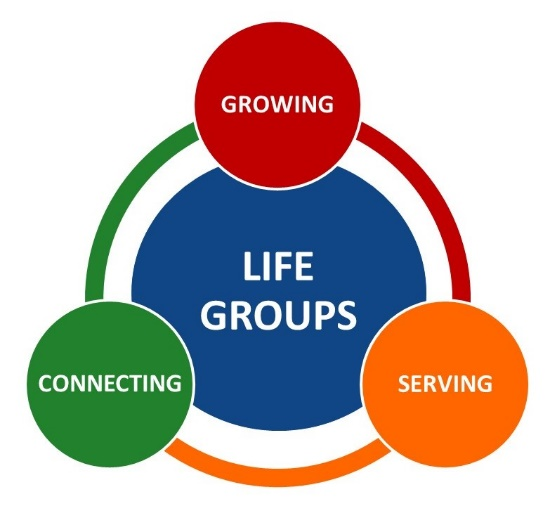 GROWING
LIFE
GROUPS
CONNECTING
SERVING